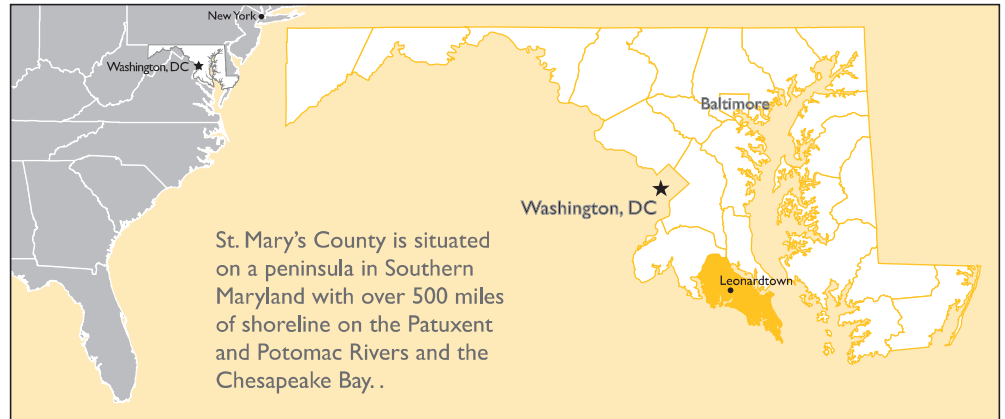 New York
Washington, DC
Baltimore
Washington, DC
Leonardtown
St. Mary's County is situated
on a peninsula in Southern
Maryland with over 500 miles
of shoreline on the Patuxent
and Potomac Rivers and the
Chesapeake Bay. .